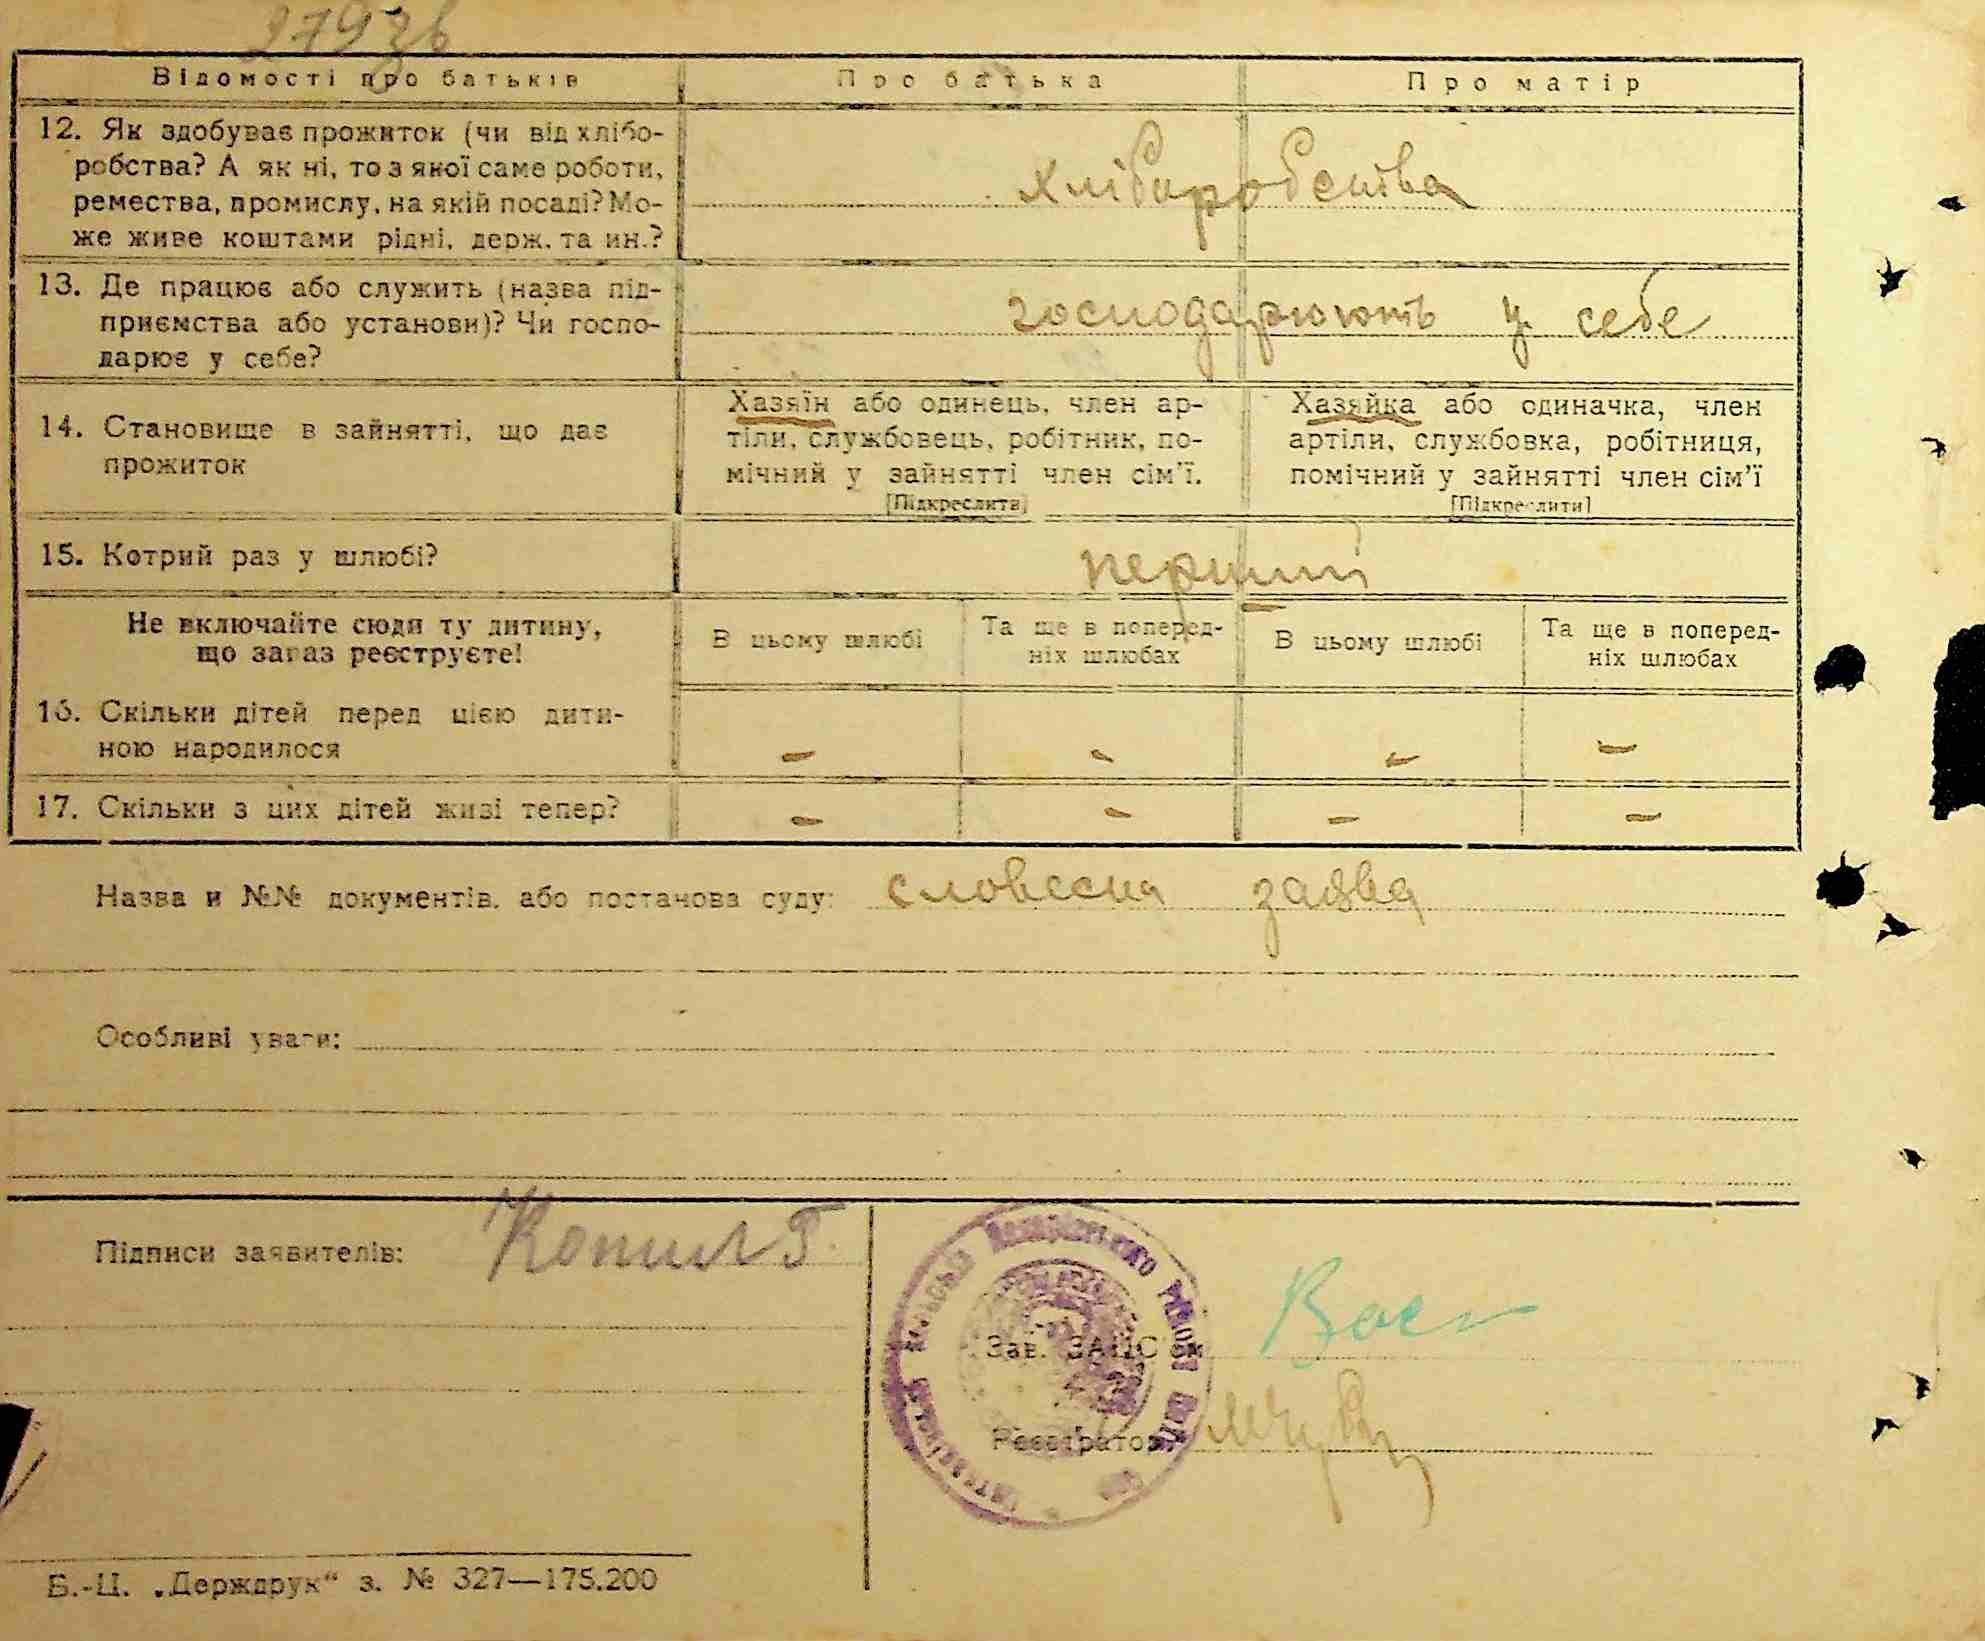 279 зв
Відомості про батьків Про батька Про матір
12. Як здобуває прожиток (чи від хлібо-
робства? А як ні, то з якої саме роботи,
ремества, промислу, на якій посаді? Мо-
же живе коштами рідні, держ. та ин.?
хліборобства
13. Де працює або служить (назва під-
приємства або установи)? Чи госпо-
дарює у себе?
господарюють у себе
14. Становище в зайнятті, що дає
прожиток
Хазяїн або одинець, член ар-
тіли, службовець, робітник, по-
мічний у зайнятті член сім'ї.
[Підкреслити]
Хазяйка або одиначка, член
артіли, службовка, робітниця,
помічний у зайнятті член сім'ї
[Підкреслити]
15. Котрий раз у шлюбі?
перший
Не включайте сюди ту дитину,
що зараз реєструєте!
В цьому шлюбі
Та ще в поперед-
ніх шлюбах
В цьому шлюбі
Та ще в поперед-
ніх шлюбах
16. Скільки дітей перед цією дити-
ною народилося
– – – –
17. Скільки з цих дітей живі тепер?
– – – –
Назва и №№ документів, або постанова суду: словесна заява
Особливі уваги:
Підписи заявителів: Копил Г.
Зав. ЗАЦС'ом
Реєстратор
Б.-Ц. „Держдрук" з. № 327—175.200